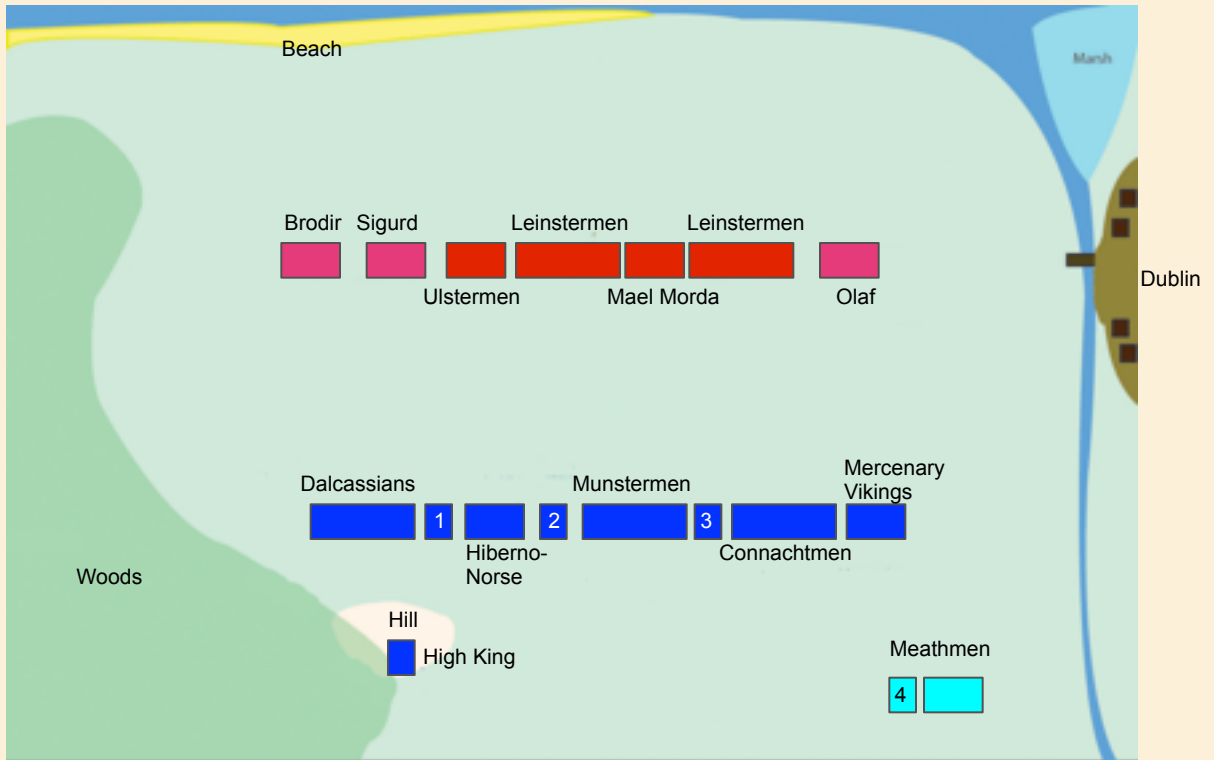 Beach
Marsh
Brodir
Sigurd
Leinstermen
Leinstermen
Dublin
Ulstermen
Mael Morda
Olaf
Mercenary
Vikings
Dalcassians
Munstermen
1
2
3
Hiberno-
Norse
Connachtmen
Woods
Hill
High King
Meathmen
4